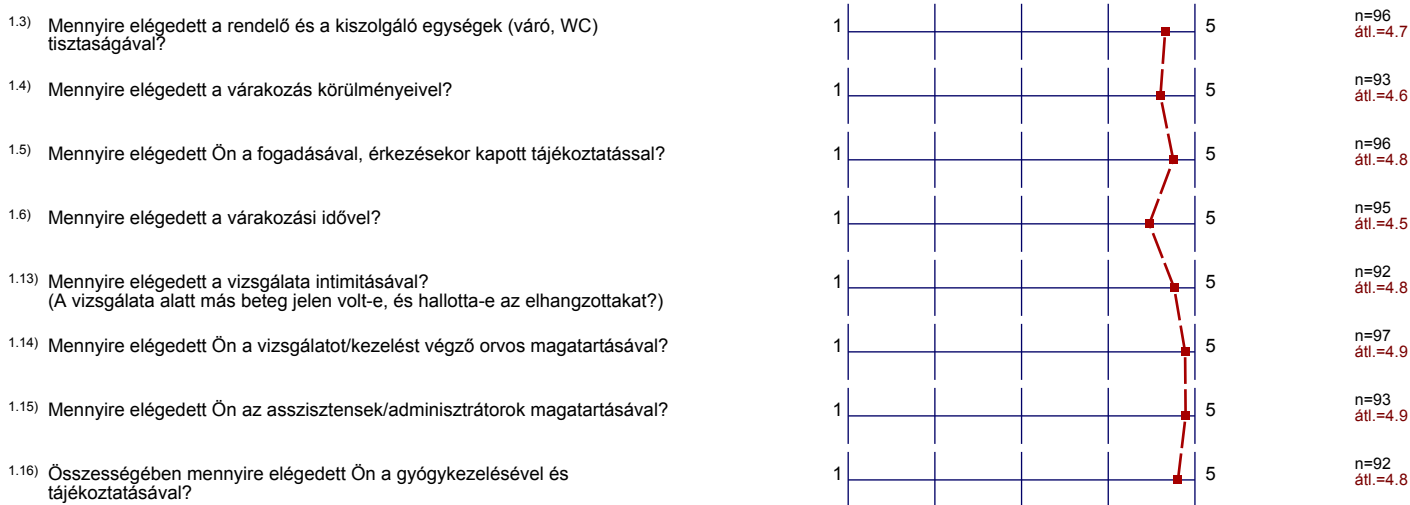 1.3) Mennyire elégedett a rendelő és a kiszolgáló egységek (váró, WC) 1 5 n=96
tisztaságával? átl.=4.7
1.4) Mennyire elégedett a várakozás körülményeivel? 1 5 n=93
átl.=4.6
1.5) Mennyire elégedett Ön a fogadásával, érkezésekor kapott tájékoztatással? 1 5 n=96
átl.=4.8
1.6) Mennyire elégedett a várakozási idővel? 1 5 n=95
átl.=4.5
1.13) Mennyire elégedett a vizsgálata intimitásával? 1 5 n=92
(A vizsgálata alatt más beteg jelen volt-e, és hallotta-e az elhangzottakat?) átl.=4.8
1.14) Mennyire elégedett Ön a vizsgálatot/kezelést végző orvos magatartásával? 1 5 n=97
átl.=4.9
1.15) Mennyire elégedett Ön az asszisztensek/adminisztrátorok magatartásával? 1 5 n=93
átl.=4.9
1.16) Összességében mennyire elégedett Ön a gyógykezelésével és 1 5 n=92
tájékoztatásával? átl.=4.8